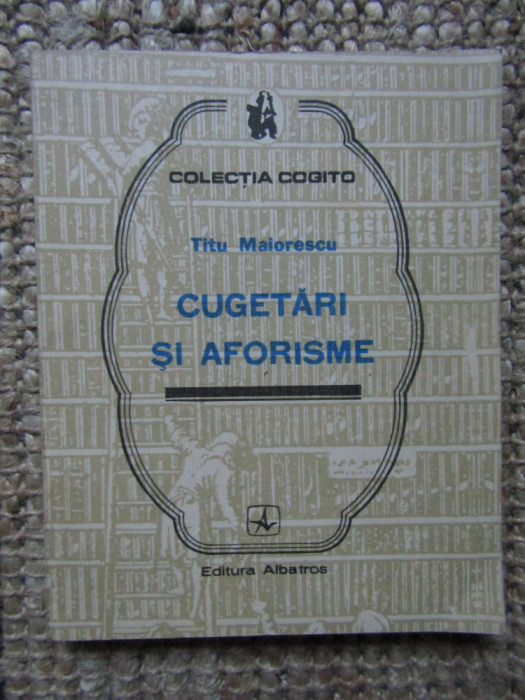 COLECȚIA COGITO
Titu Maiorescu
CUGETĂRI
ȘI AFORISME
Editura Albatros